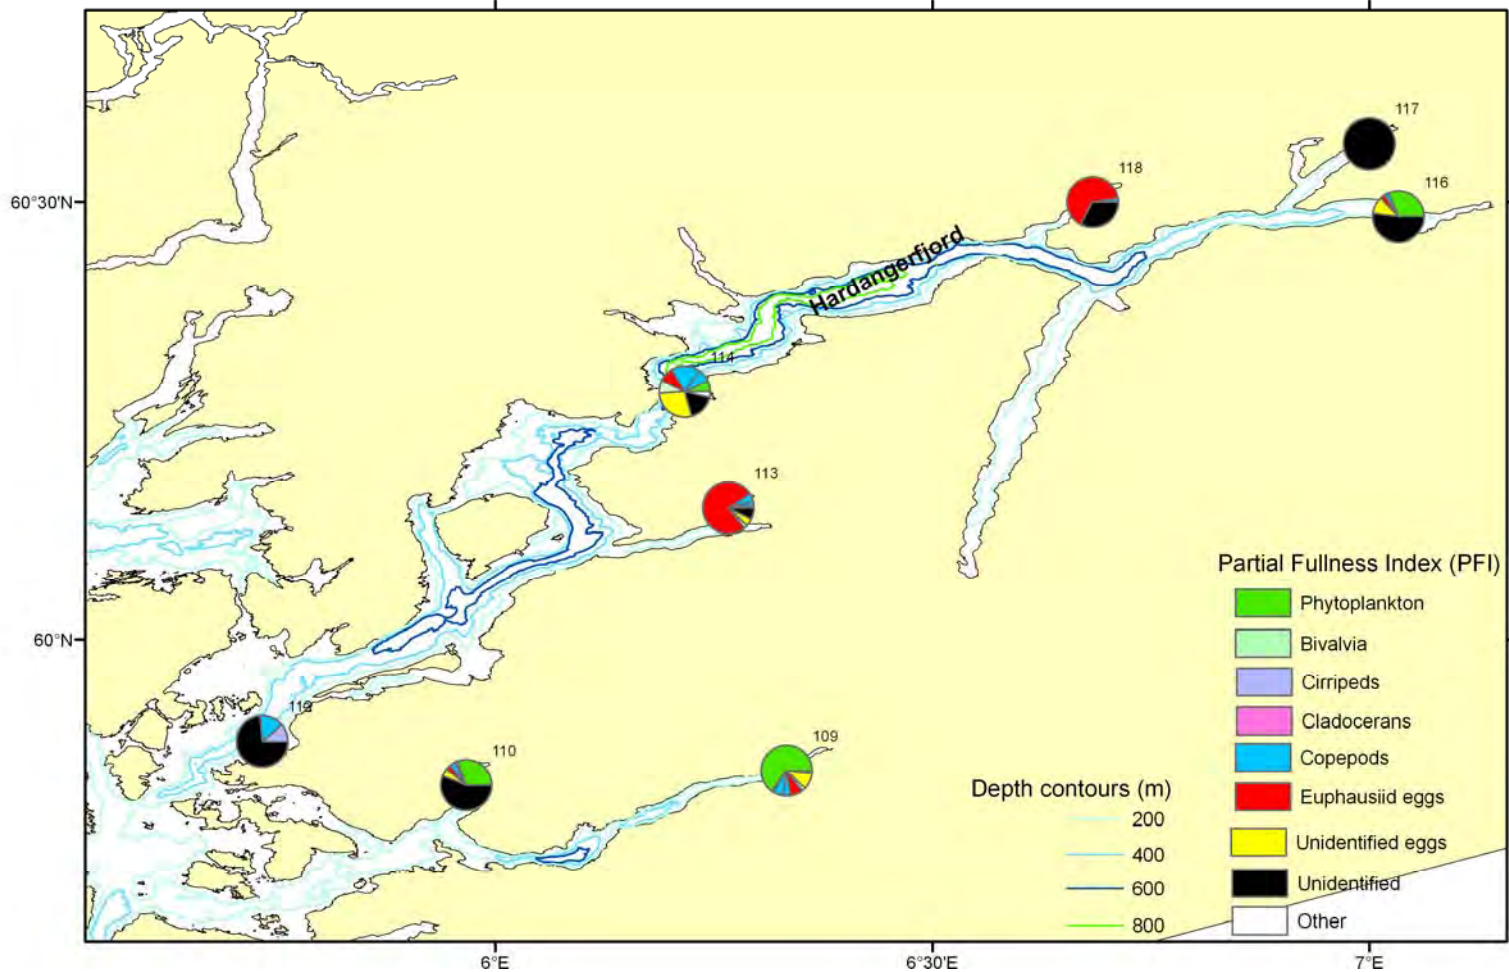 117
118
60°30'N
116
Hardangerfjord
114
113
Partial Fullness Index (PFI)
Phytoplankton
Bivalvia
60°N
Cirripeds
112
Cladocerans
109
110
Copepods
Depth contours (m)
Euphausiid eggs
200
Unidentified eggs
400
Unidentified
600
Other
800
6°E
6°30'E
7°E